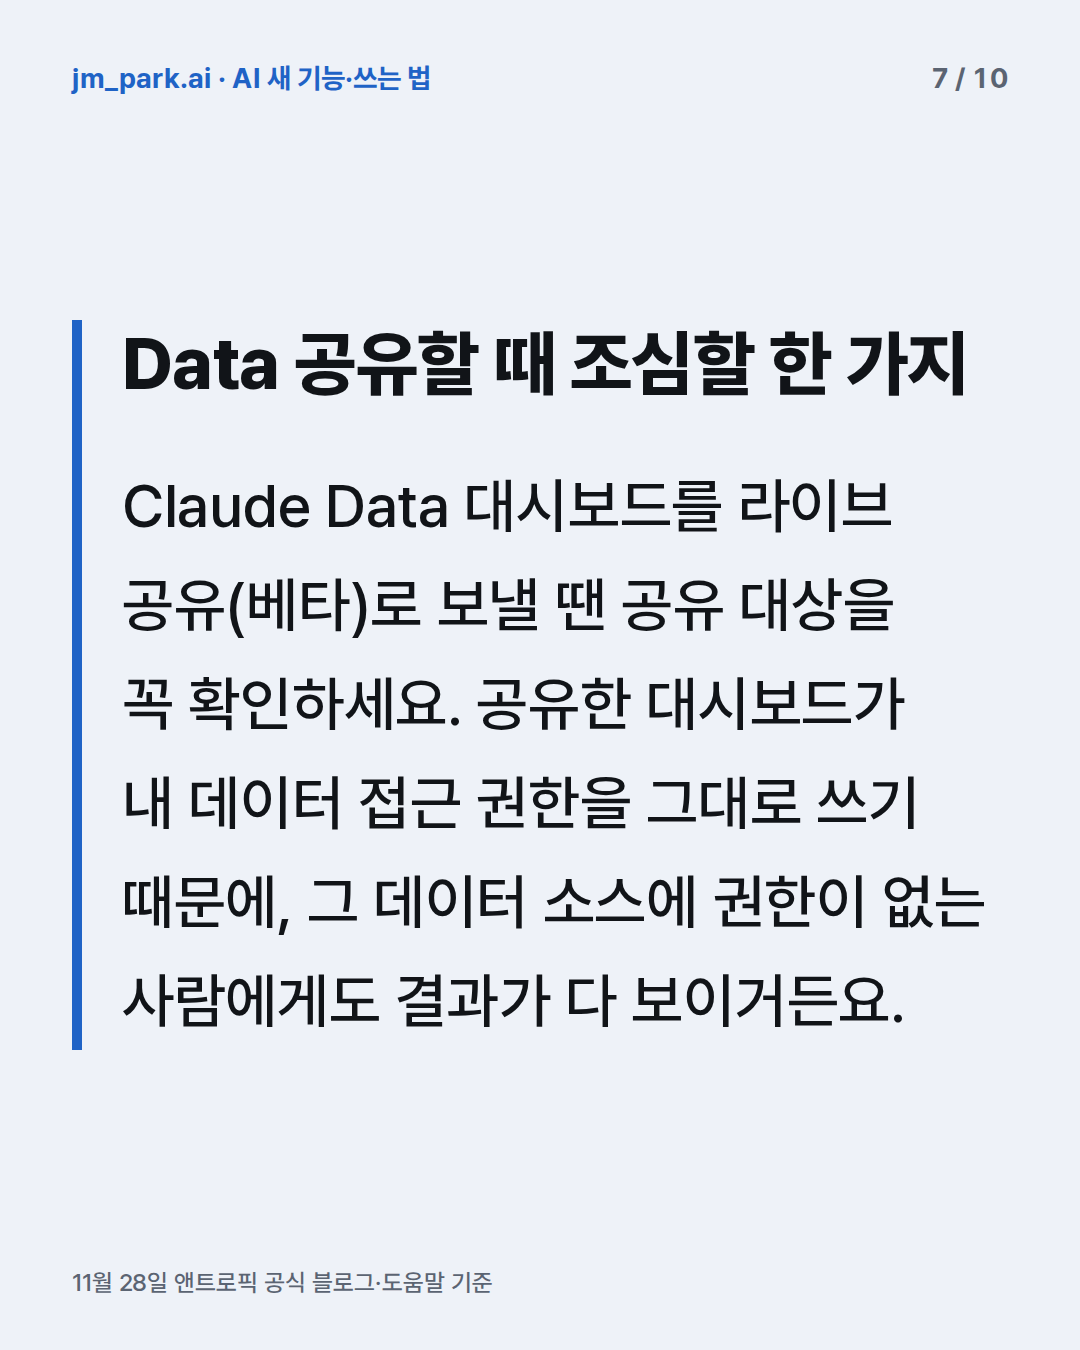 jm_park.ai · AI 새 기능·쓰는 법
7 / 10
Data 공유할 때 조심할 한 가지
Claude Data 대시보드를 라이브
공유(베타)로 보낼 땐 공유 대상을
꼭 확인하세요. 공유한 대시보드가
내 데이터 접근 권한을 그대로 쓰기
때문에, 그 데이터 소스에 권한이 없는
사람에게도 결과가 다 보이거든요.
11월 28일 앤트로픽 공식 블로그·도움말 기준